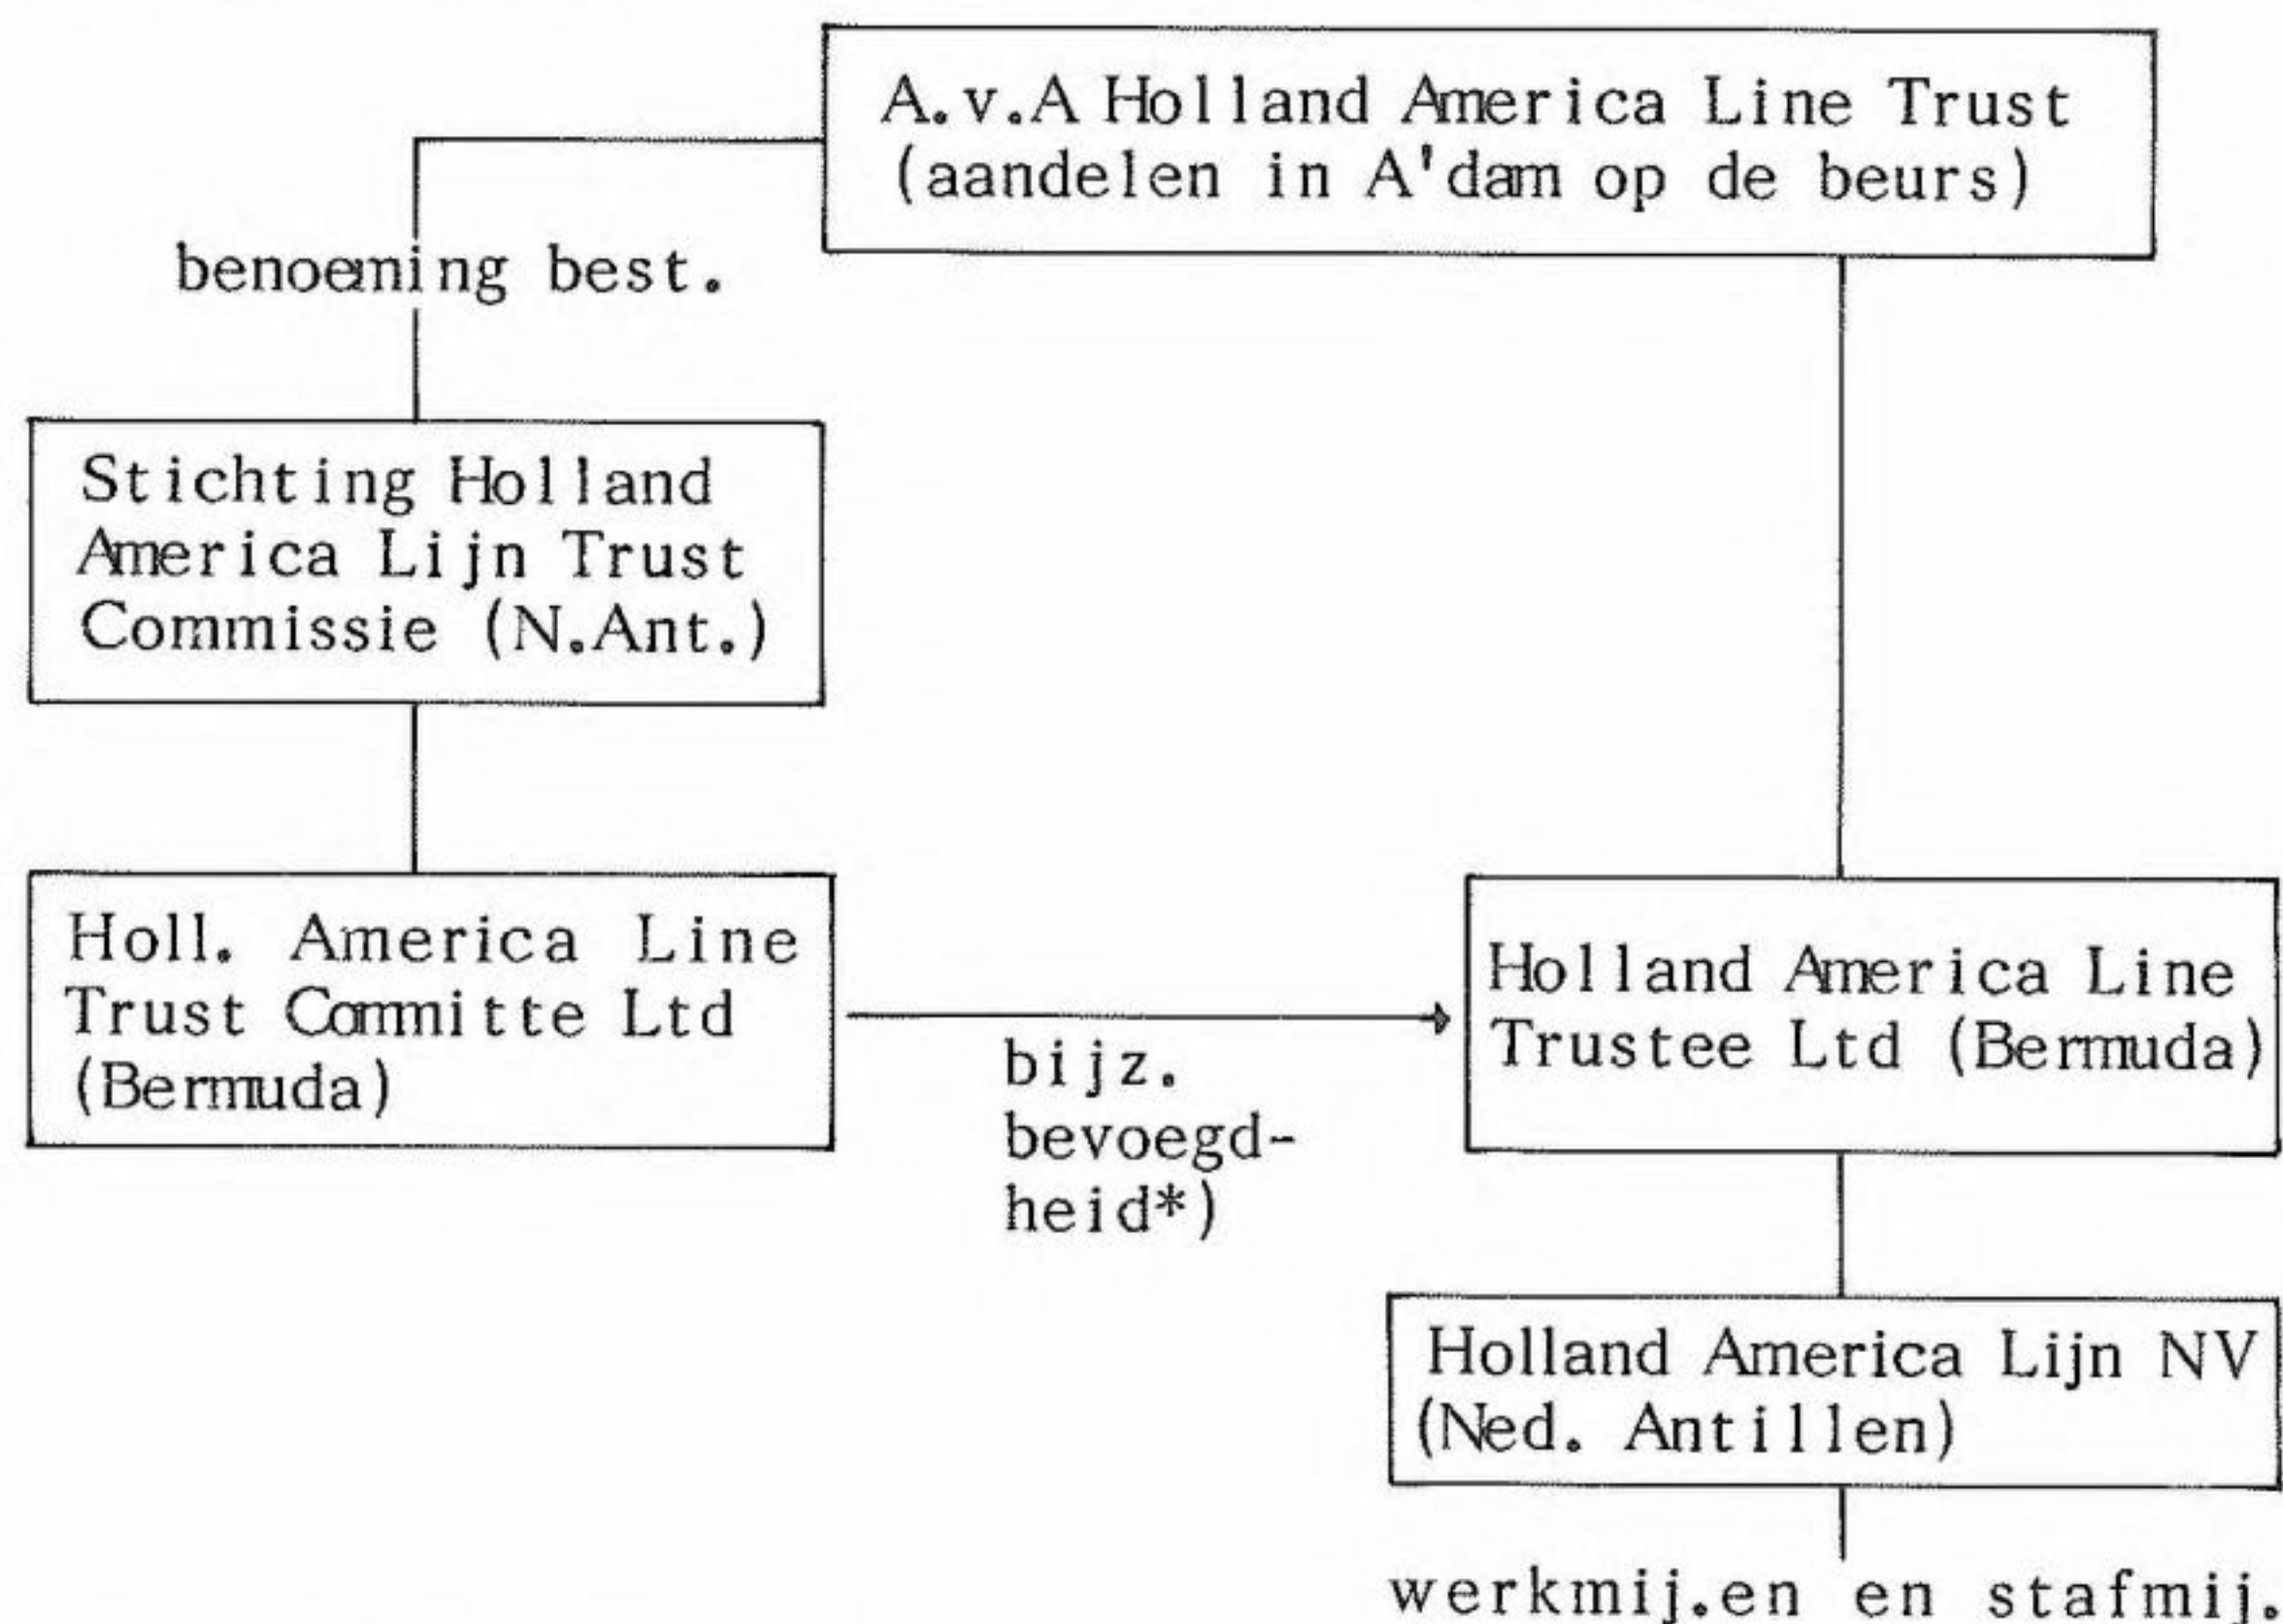 A.v.A Holland America Line Trust
(aandelen in A'dam op de beurs)
benoeming best.
Stichting Holland
America Lijn Trust
Commissie (N.Ant.)
Holl. America Line
Trust Committe Ltd
(Bermuda)
bijz.
bevoegd-
heid*)
Holland America Line
Trustee Ltd (Bermuda)
Holland America Lijn NV
(Ned. Antillen)
werkmij.en en stafmij.